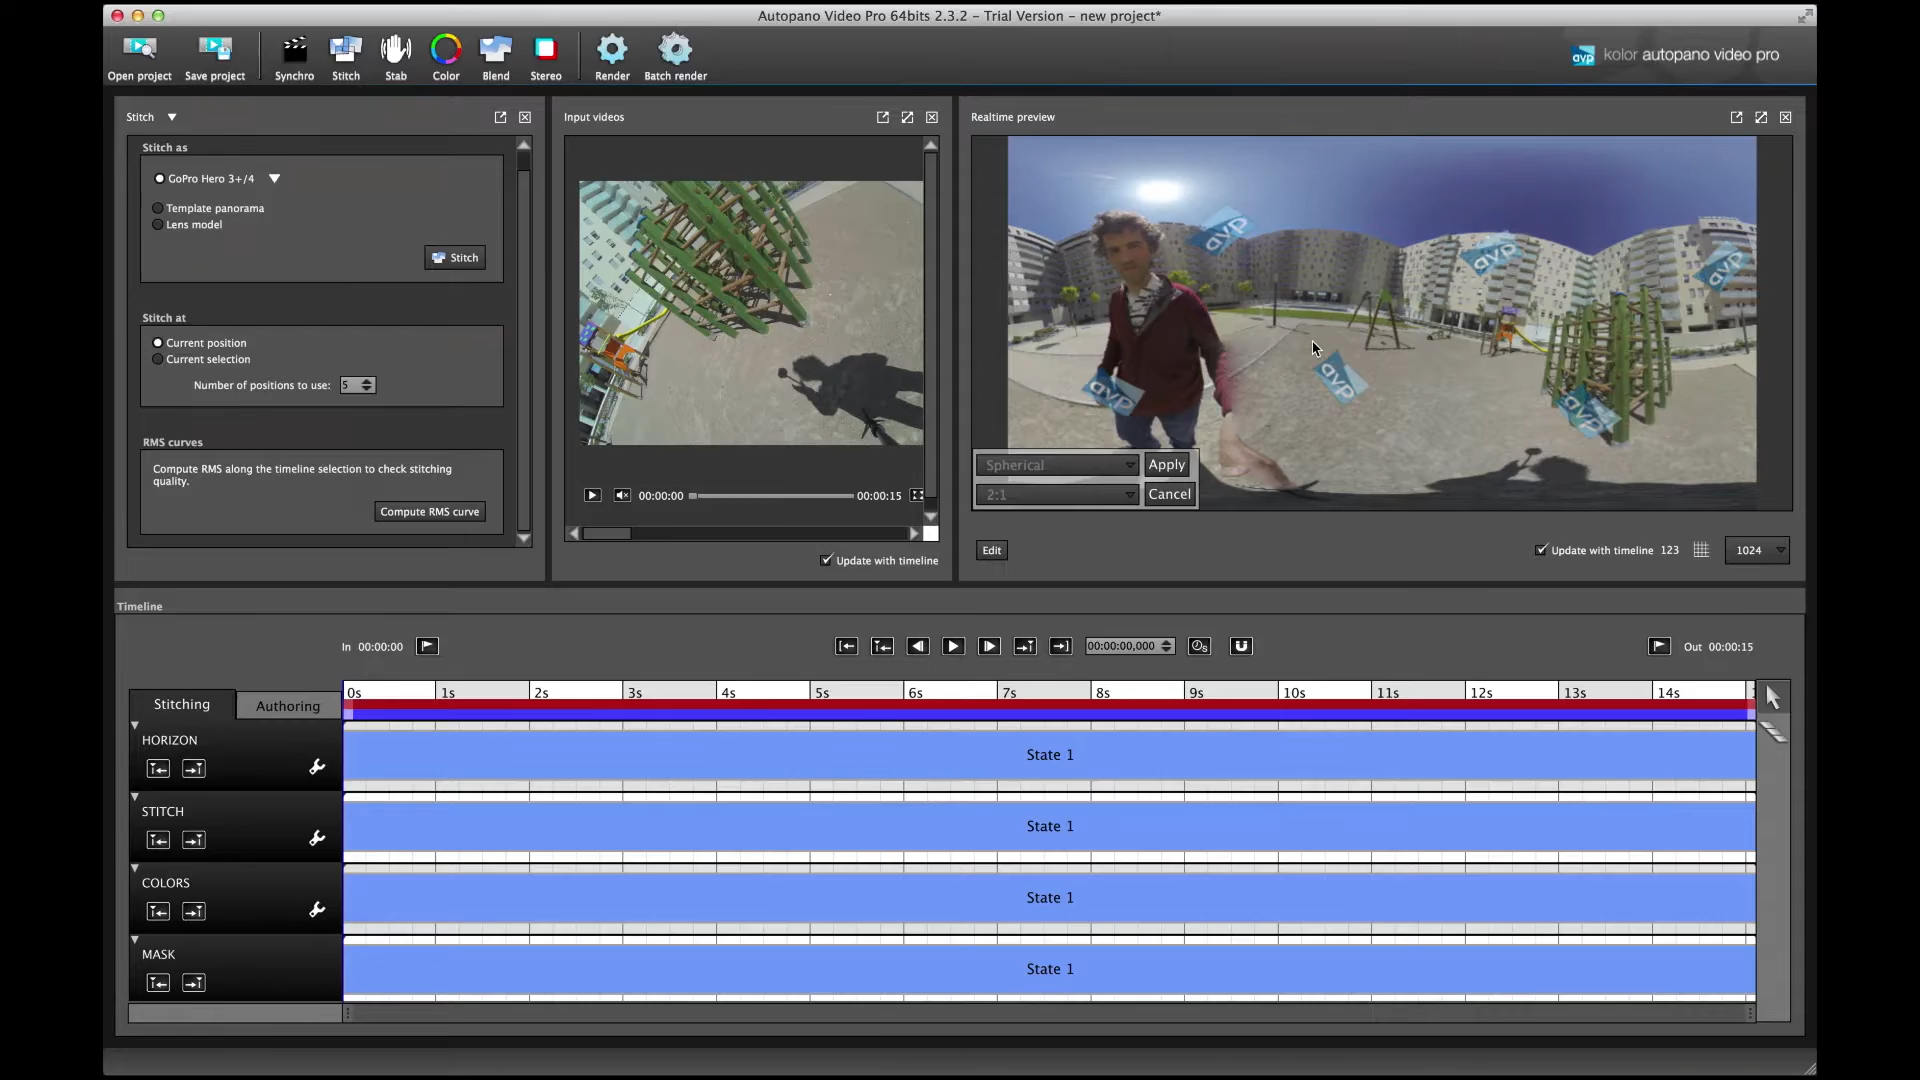 Autopano Video Pro 64bits 2.3.2 – Trial Version – new project*
Open project Save project Synchro Stitch Stab Color Blend Stereo Render Batch render
avp kolor autopano video pro
Stitch
Input videos
Realtime preview
Stitch as
GoPro Hero 3+/4
Template panorama
Lens model
Stitch
Stitch at
Current position
Current selection
Number of positions to use: 5
RMS curves
Compute RMS along the timeline selection to check stitching
quality.
Compute RMS curve
00:00:00 00:00:15
Update with timeline
avp
avp
avp
avp
avp
avp
Spherical Apply
2:1 Cancel
Edit
Update with timeline 123 1024
Timeline
In 00:00:00
00:00:00,000
Out 00:00:15
Stitching Authoring
0s 1s 2s 3s 4s 5s 6s 7s 8s 9s 10s 11s 12s 13s 14s
HORIZON
State 1
STITCH
State 1
COLORS
State 1
MASK
State 1